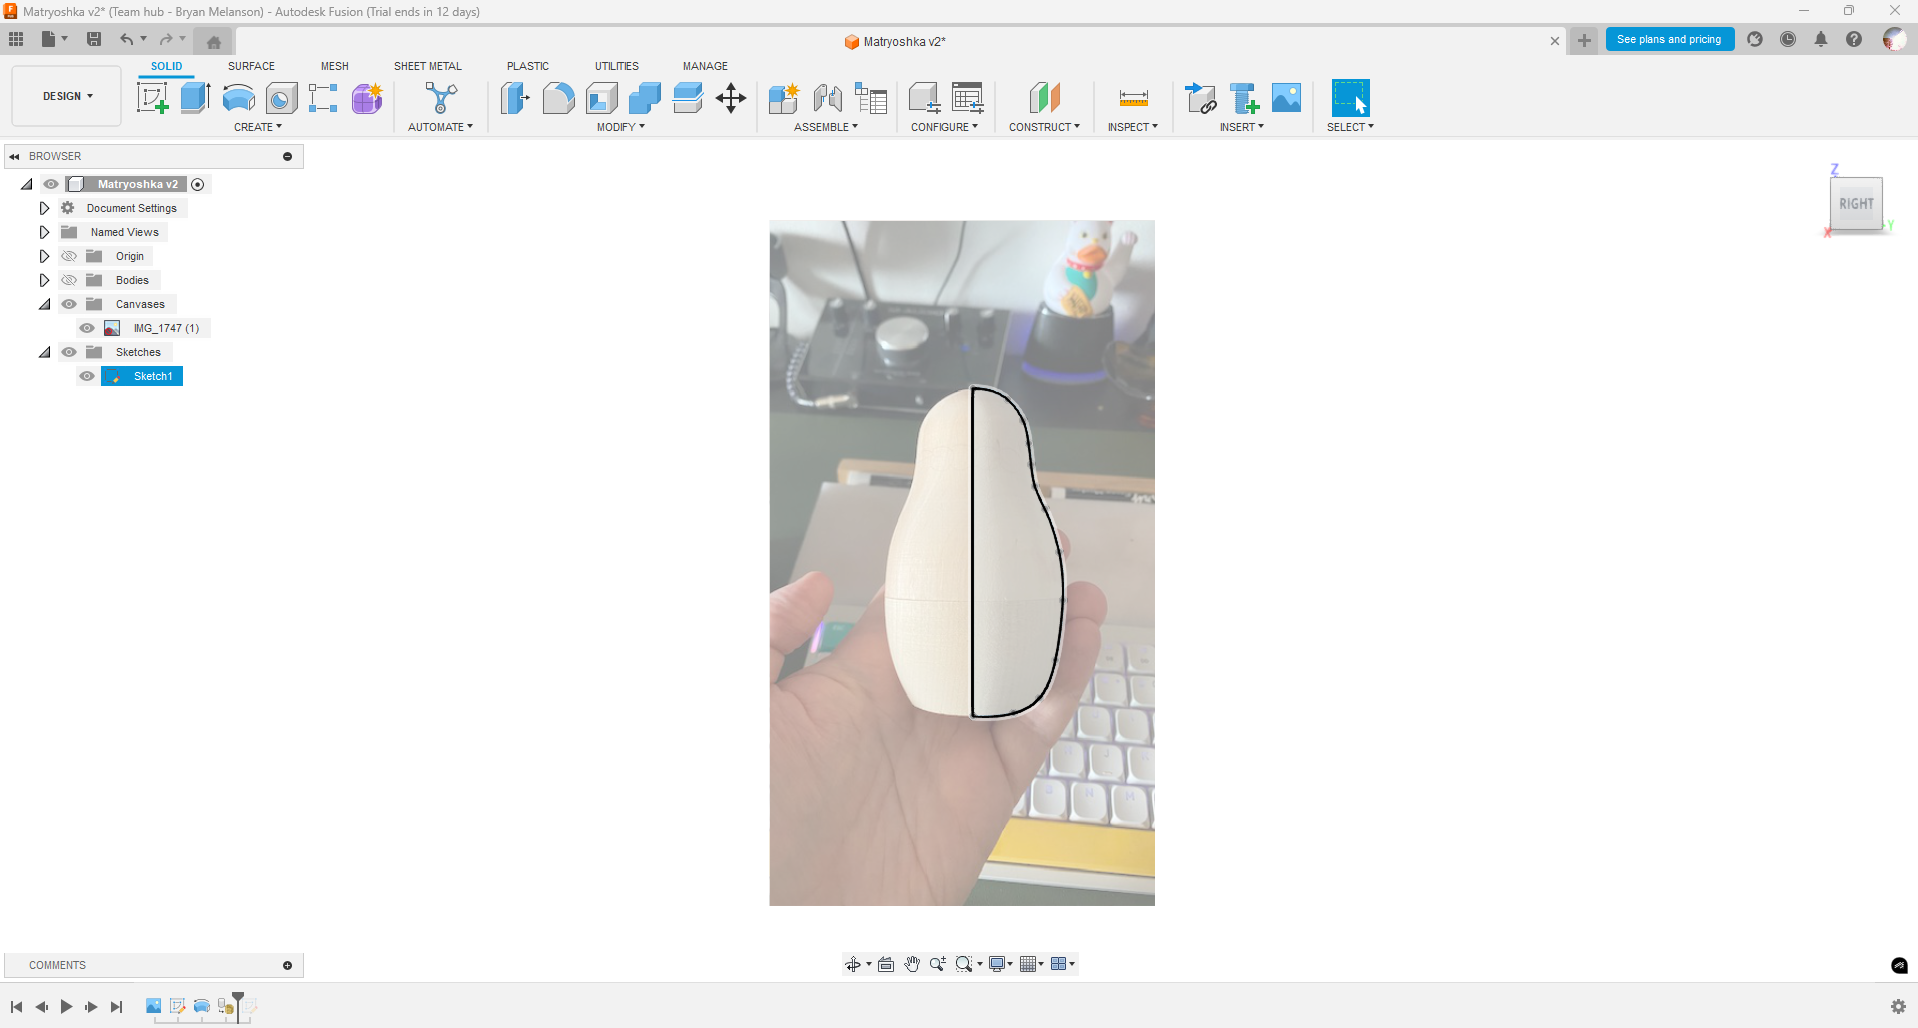 Matryoshka v2* (Team hub - Bryan Melanson) - Autodesk Fusion (Trial ends in 12 days)
Matryoshka v2*
See plans and pricing
SOLID SURFACE MESH SHEET METAL PLASTIC UTILITIES MANAGE
DESIGN
CREATE AUTOMATE MODIFY ASSEMBLE CONFIGURE CONSTRUCT INSPECT INSERT SELECT
BROWSER
Matryoshka v2
Document Settings
Named Views
Origin
Bodies
Canvases
IMG_1747 (1)
Sketches
Sketch1
Z
RIGHT
Y
X
COMMENTS